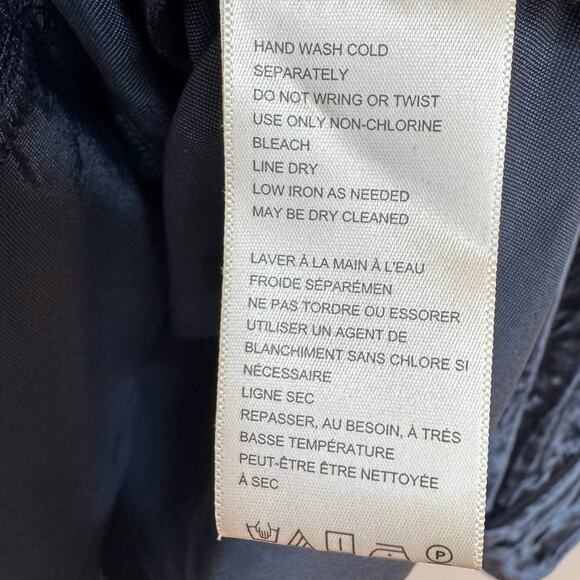 HAND WASH COLD
SEPARATELY
DO NOT WRING OR TWIST
USE ONLY NON-CHLORINE
BLEACH
LINE DRY
LOW IRON AS NEEDED
MAY BE DRY CLEANED
LAVER À LA MAIN À L'EAU
FROIDE SÉPARÉMEN
NE PAS TORDRE OU ESSORER
UTILISER UN AGENT DE
BLANCHIMENT SANS CHLORE SI
NÉCESSAIRE
LIGNE SEC
REPASSER, AU BESOIN, À TRÉS
BASSE TEMPÉRATURE
PEUT-ÊTRE ÊTRE NETTOYÉE
À SEC
P